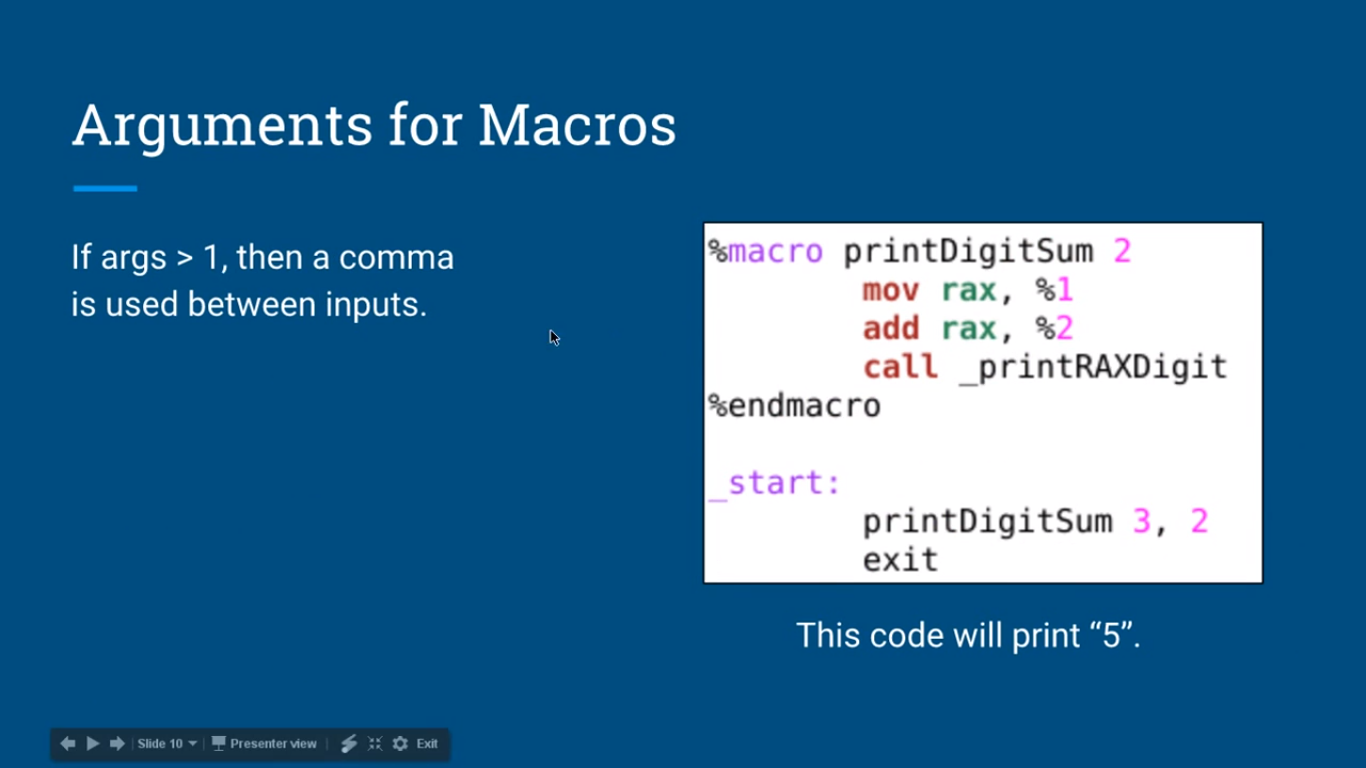 Arguments for Macros
If args > 1, then a comma
is used between inputs.
%macro printDigitSum 2
mov rax, %1
add rax, %2
call _printRAXDigit
%endmacro
_start:
printDigitSum 3, 2
exit
This code will print “5”.
Slide 10
Presenter view
Exit